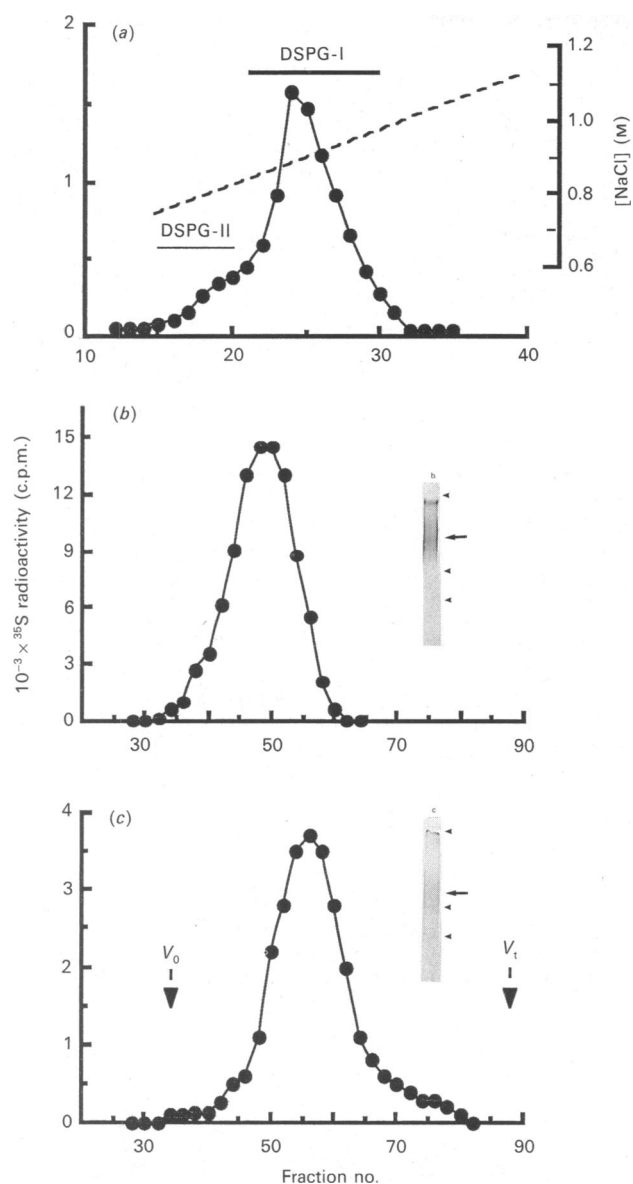 (a)
2
1
0
DSPG-I
DSPG-II
1.2
1.0
0.8
0.6
[NaCl] (M)
10
20
30
40
10⁻³ × ³⁵S radioactivity (c.p.m.)
(b)
15
12
9
6
3
0
b
30
50
70
90
(c)
4
3
2
1
0
c
V₀
Vₜ
30
50
70
90
Fraction no.